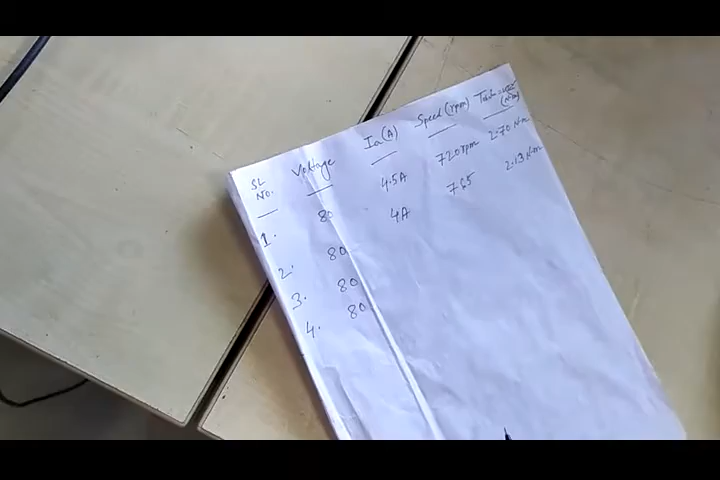 SL No. Voltage Ia(A) Speed (rpm) (N-m)
1. 80 4.5A 720rpm 2.70 N-m
2. 80 4A 765 2.13 N-m
3. 80
4. 80